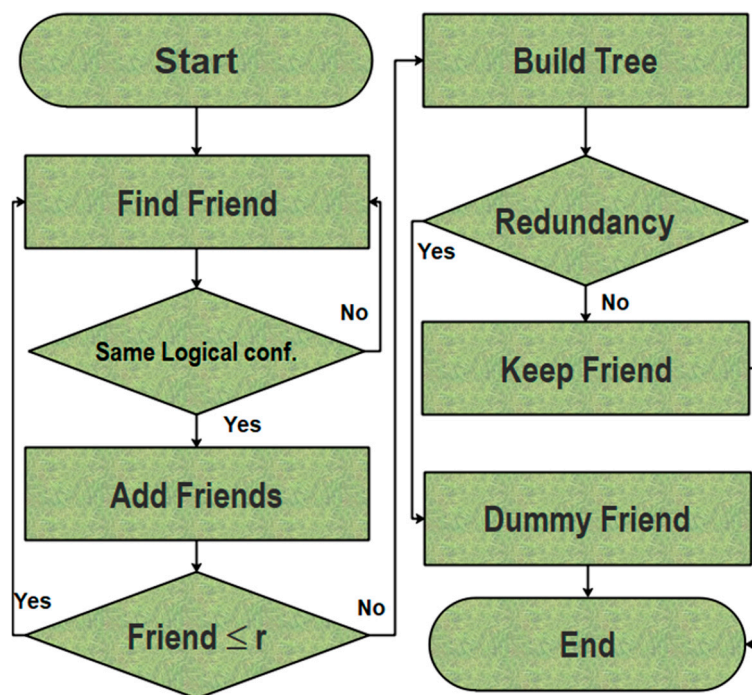 Start
Find Friend
No
Same Logical conf.
Yes
Add Friends
Yes
Friend ≤ r
No
Build Tree
Redundancy
Yes
No
Keep Friend
Dummy Friend
End